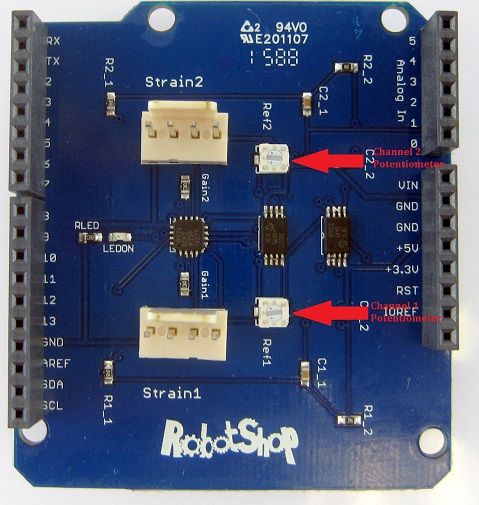 2 94V0
E201107
1588
RX
TX
2
3
4
5
6
7
8
9
10
11
12
13
GND
AREF
SDA
SCL
R2_1
Strain2
Ref2
C2_1
R2_2
Analog In
5
4
3
2
1
0
Channel 2
Potentiometer
C2_2
VIN
GND
GND
+5V
+3.3V
RST
IOREF
Gain2
RLED
LEDON
Gain1
Channel 1
Potentiometer
Ref1
Strain1
R1_1
C1_1
R1_2
RobotShop